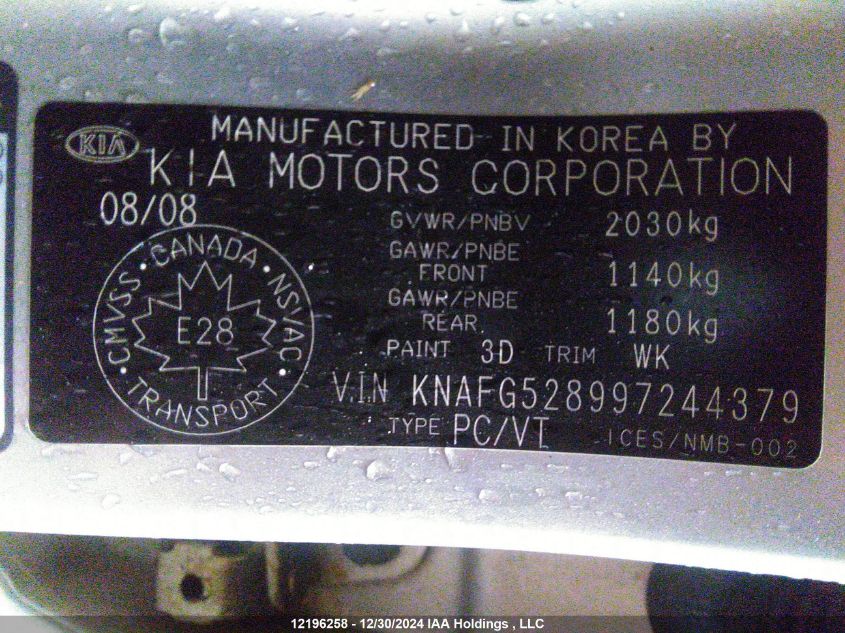 KIA
MANUFACTURED IN KOREA BY
KIA MOTORS CORPORATION
08/08
GVWR/PNBV 2030kg
GAWR/PNBE
FRONT 1140kg
GAWR/PNBE
REAR 1180kg
PAINT 3D TRIM WK
V.I.N KNAFG528997244379
TYPE PC/VT ICES/NMB-002
CMVSS · CANADA · NSVAC
E28
TRANSPORT
12196258 - 12/30/2024 IAA Holdings , LLC